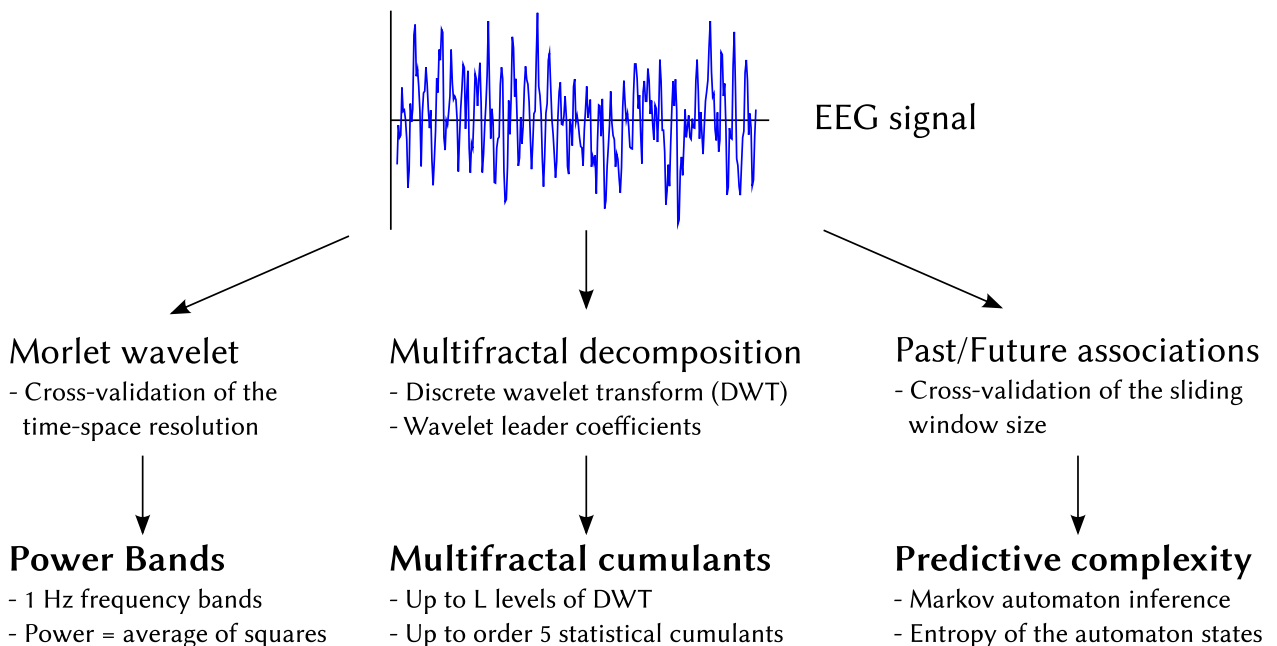 EEG signal
Morlet wavelet
- Cross-validation of the
time-space resolution
Multifractal decomposition
- Discrete wavelet transform (DWT)
- Wavelet leader coefficients
Past/Future associations
- Cross-validation of the sliding
window size
Power Bands
- 1 Hz frequency bands
- Power = average of squares
Multifractal cumulants
- Up to L levels of DWT
- Up to order 5 statistical cumulants
Predictive complexity
- Markov automaton inference
- Entropy of the automaton states